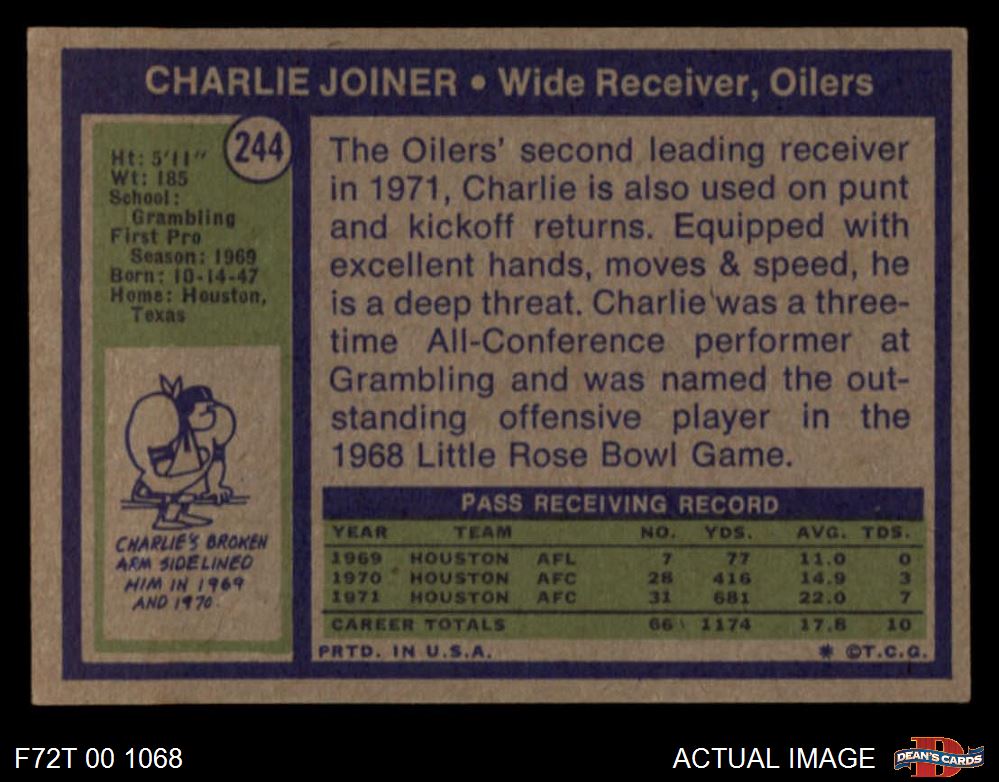 CHARLIE JOINER • Wide Receiver, Oilers
244
Ht: 5'11"
Wt: 185
School:
Grambling
First Pro
Season: 1969
Born: 10-14-47
Home: Houston,
Texas
CHARLIE'S BROKEN
ARM SIDELINED
HIM IN 1969
AND 1970.
The Oilers' second leading receiver
in 1971, Charlie is also used on punt
and kickoff returns. Equipped with
excellent hands, moves & speed, he
is a deep threat. Charlie was a three-
time All-Conference performer at
Grambling and was named the out-
standing offensive player in the
1968 Little Rose Bowl Game.
PASS RECEIVING RECORD
YEAR TEAM NO. YDS. AVG. TDS.
1969 HOUSTON AFL 7 77 11.0 0
1970 HOUSTON AFC 28 416 14.9 3
1971 HOUSTON AFC 31 681 22.0 7
CAREER TOTALS 66 1174 17.8 10
PRTD. IN U.S.A. * ©T.C.G.
F72T 00 1068
ACTUAL IMAGE
D
DEAN'S CARDS